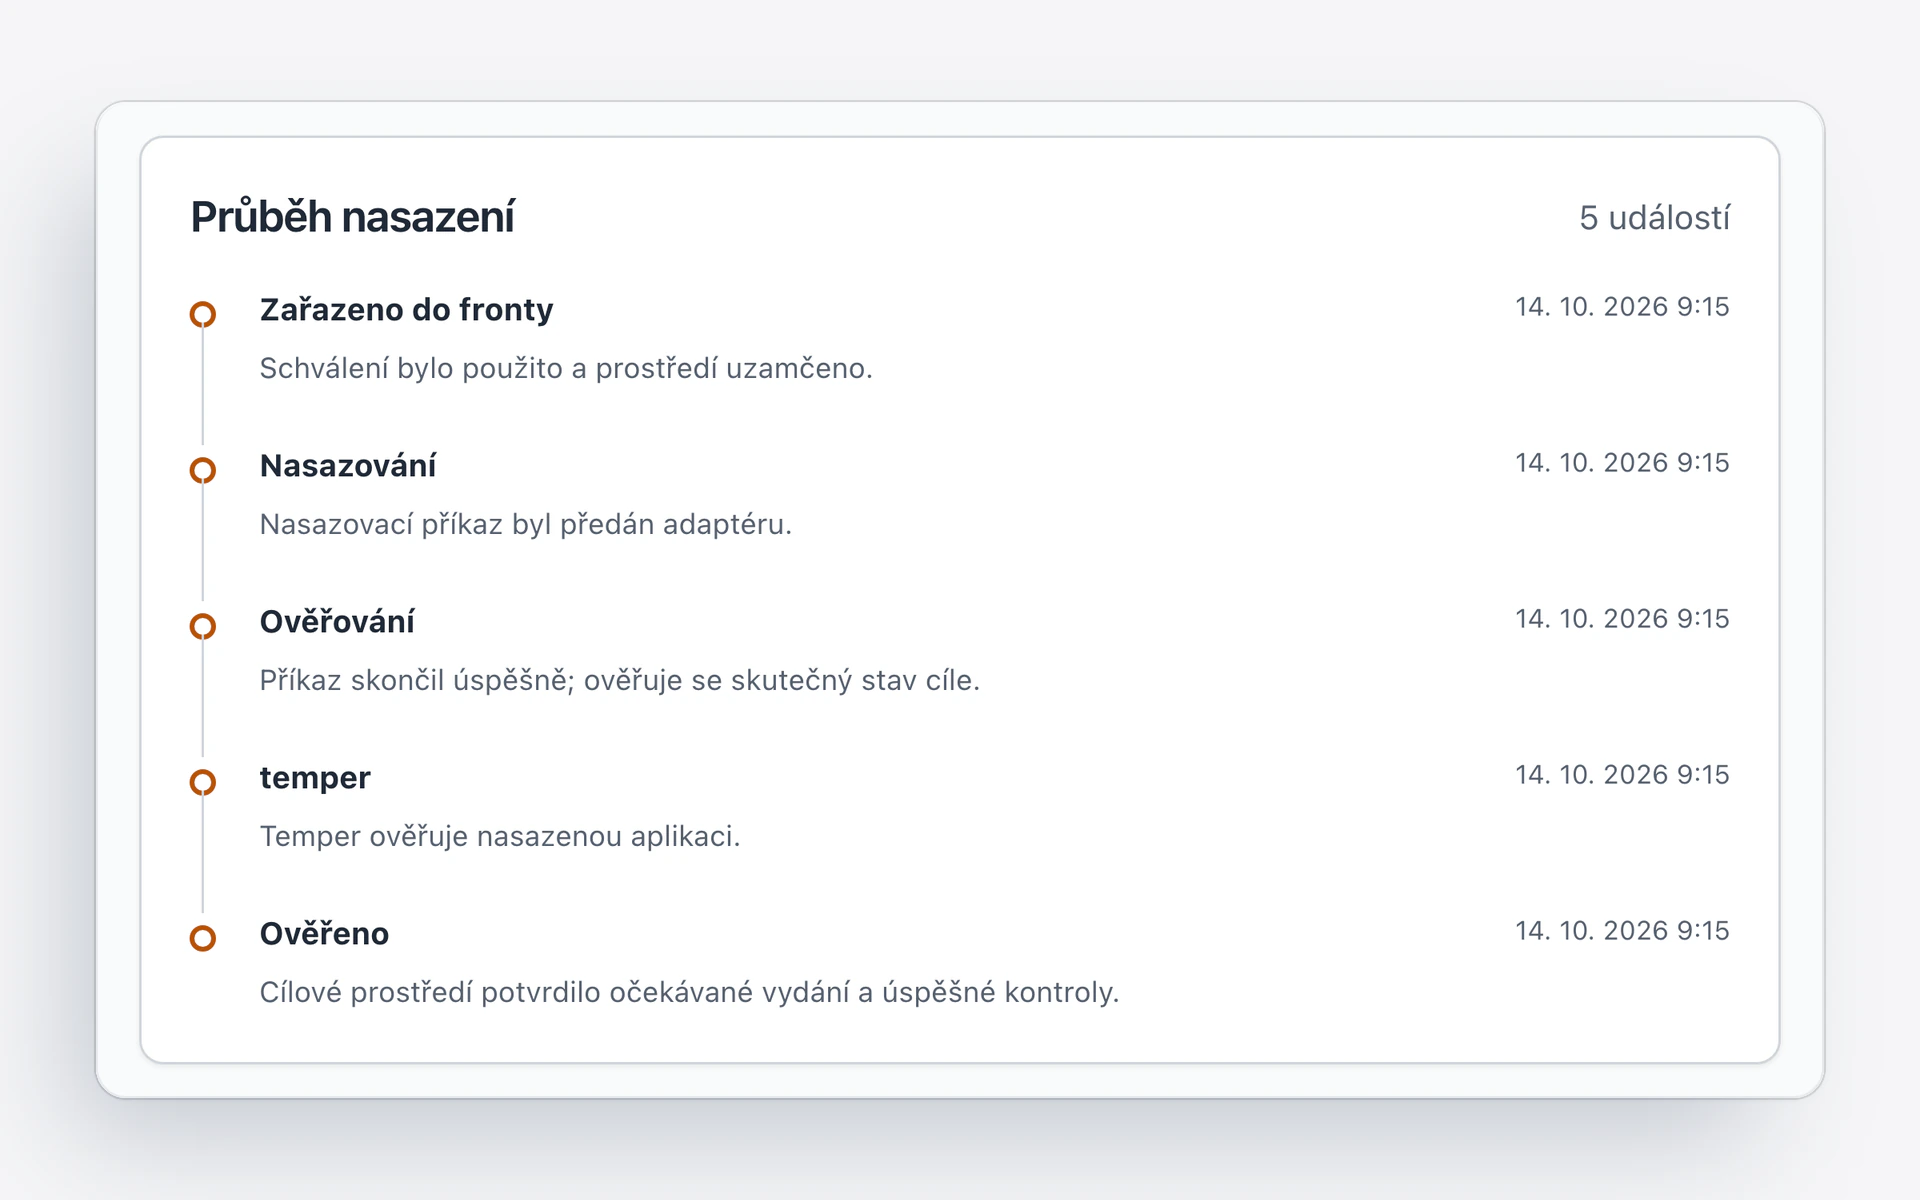 Průběh nasazení
5 událostí
Zařazeno do fronty
14. 10. 2026 9:15
Schválení bylo použito a prostředí uzamčeno.
Nasazování
14. 10. 2026 9:15
Nasazovací příkaz byl předán adaptéru.
Ověřování
14. 10. 2026 9:15
Příkaz skončil úspěšně; ověřuje se skutečný stav cíle.
temper
14. 10. 2026 9:15
Temper ověřuje nasazenou aplikaci.
Ověřeno
14. 10. 2026 9:15
Cílové prostředí potvrdilo očekávané vydání a úspěšné kontroly.